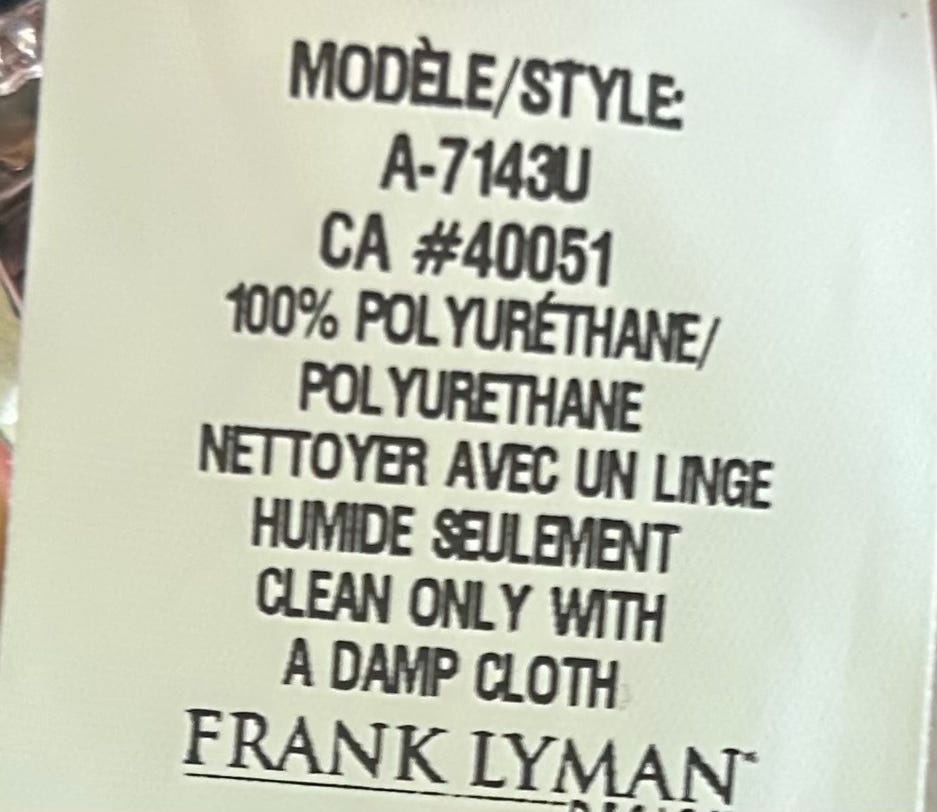 MODÈLE/STYLE:
A-7143U
CA #40051
100% POLYURÉTHANE/
POLYURETHANE
NETTOYER AVEC UN LINGE
HUMIDE SEULEMENT
CLEAN ONLY WITH
A DAMP CLOTH
FRANK LYMAN